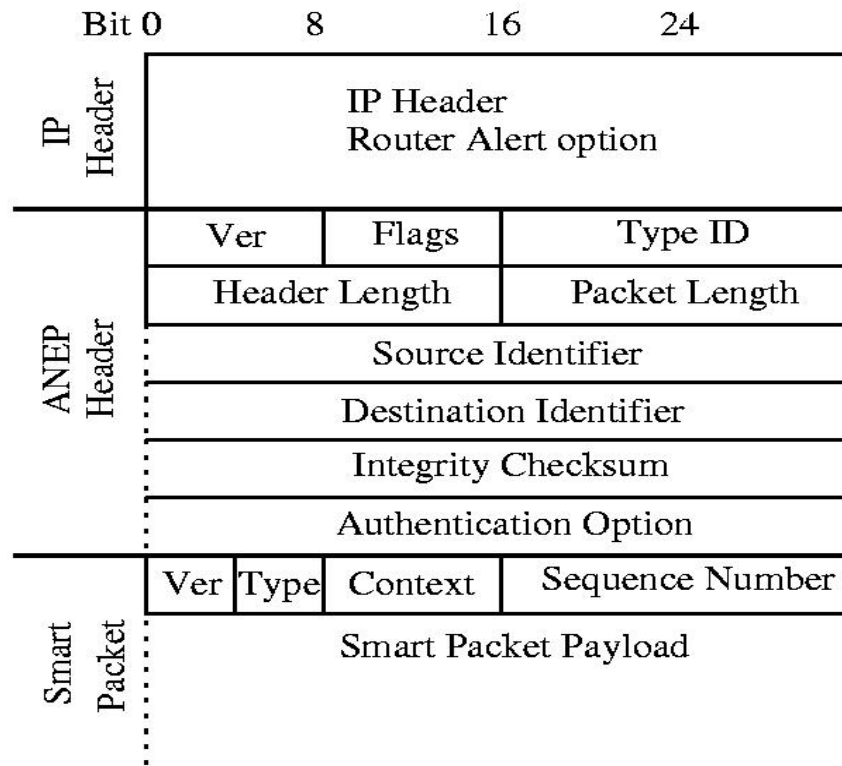 Bit 0 8 16 24
IP
Header
IP Header
Router Alert option
ANEP
Header
Ver Flags Type ID
Header Length Packet Length
Source Identifier
Destination Identifier
Integrity Checksum
Authentication Option
Smart
Packet
Ver Type Context Sequence Number
Smart Packet Payload